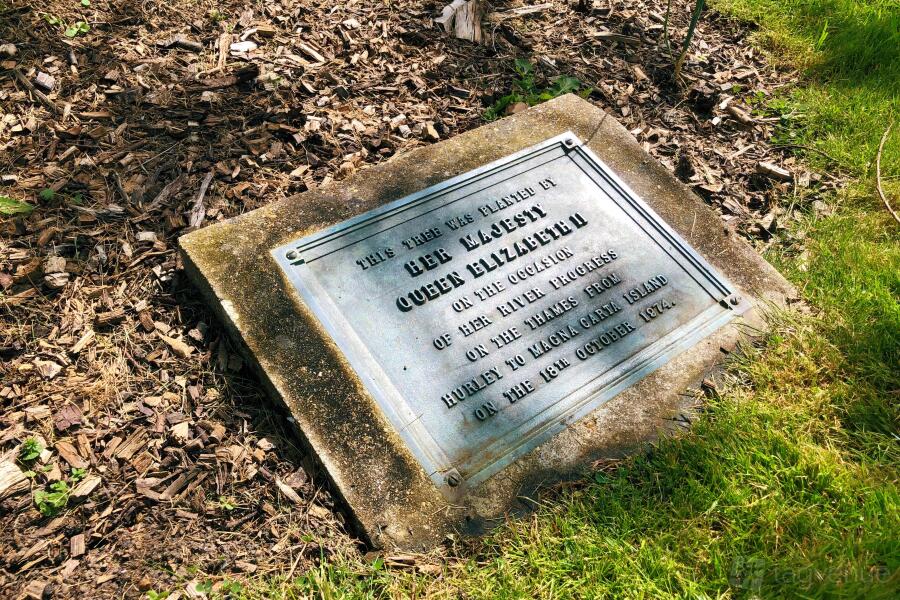 THIS TREE WAS PLANTED BY
HER MAJESTY
QUEEN ELIZABETH II
ON THE OCCASION
OF HER RIVER PROGRESS
ON THE THAMES FROM
HURLEY TO MAGNA CARTA ISLAND
ON THE 18TH OCTOBER 1974.
tagvenue